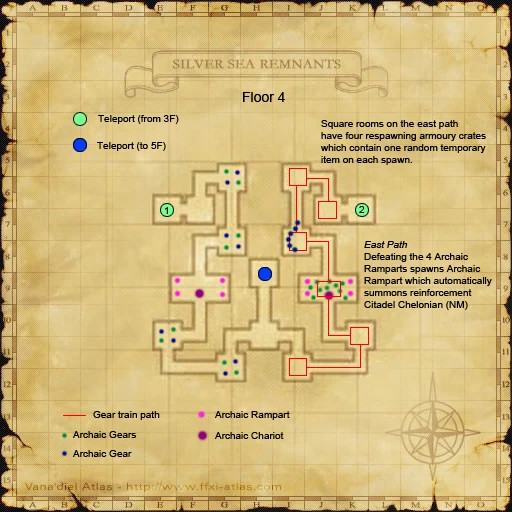 A B C D E F G H I J K L M N O
SILVER SEA REMNANTS
Floor 4
Teleport (from 3F)
Teleport (to 5F)
Square rooms on the east path
have four respawning armoury crates
which contain one random temporary
item on each spawn.
1
2
East Path
Defeating the 4 Archaic
Ramparts spawns Archaic
Rampart which automatically
summons reinforcement
Citadel Chelonian (NM)
Gear train path
Archaic Rampart
Archaic Gears
Archaic Chariot
Archaic Gear
Vana'diel Atlas - http://www.ffxi-atlas.com